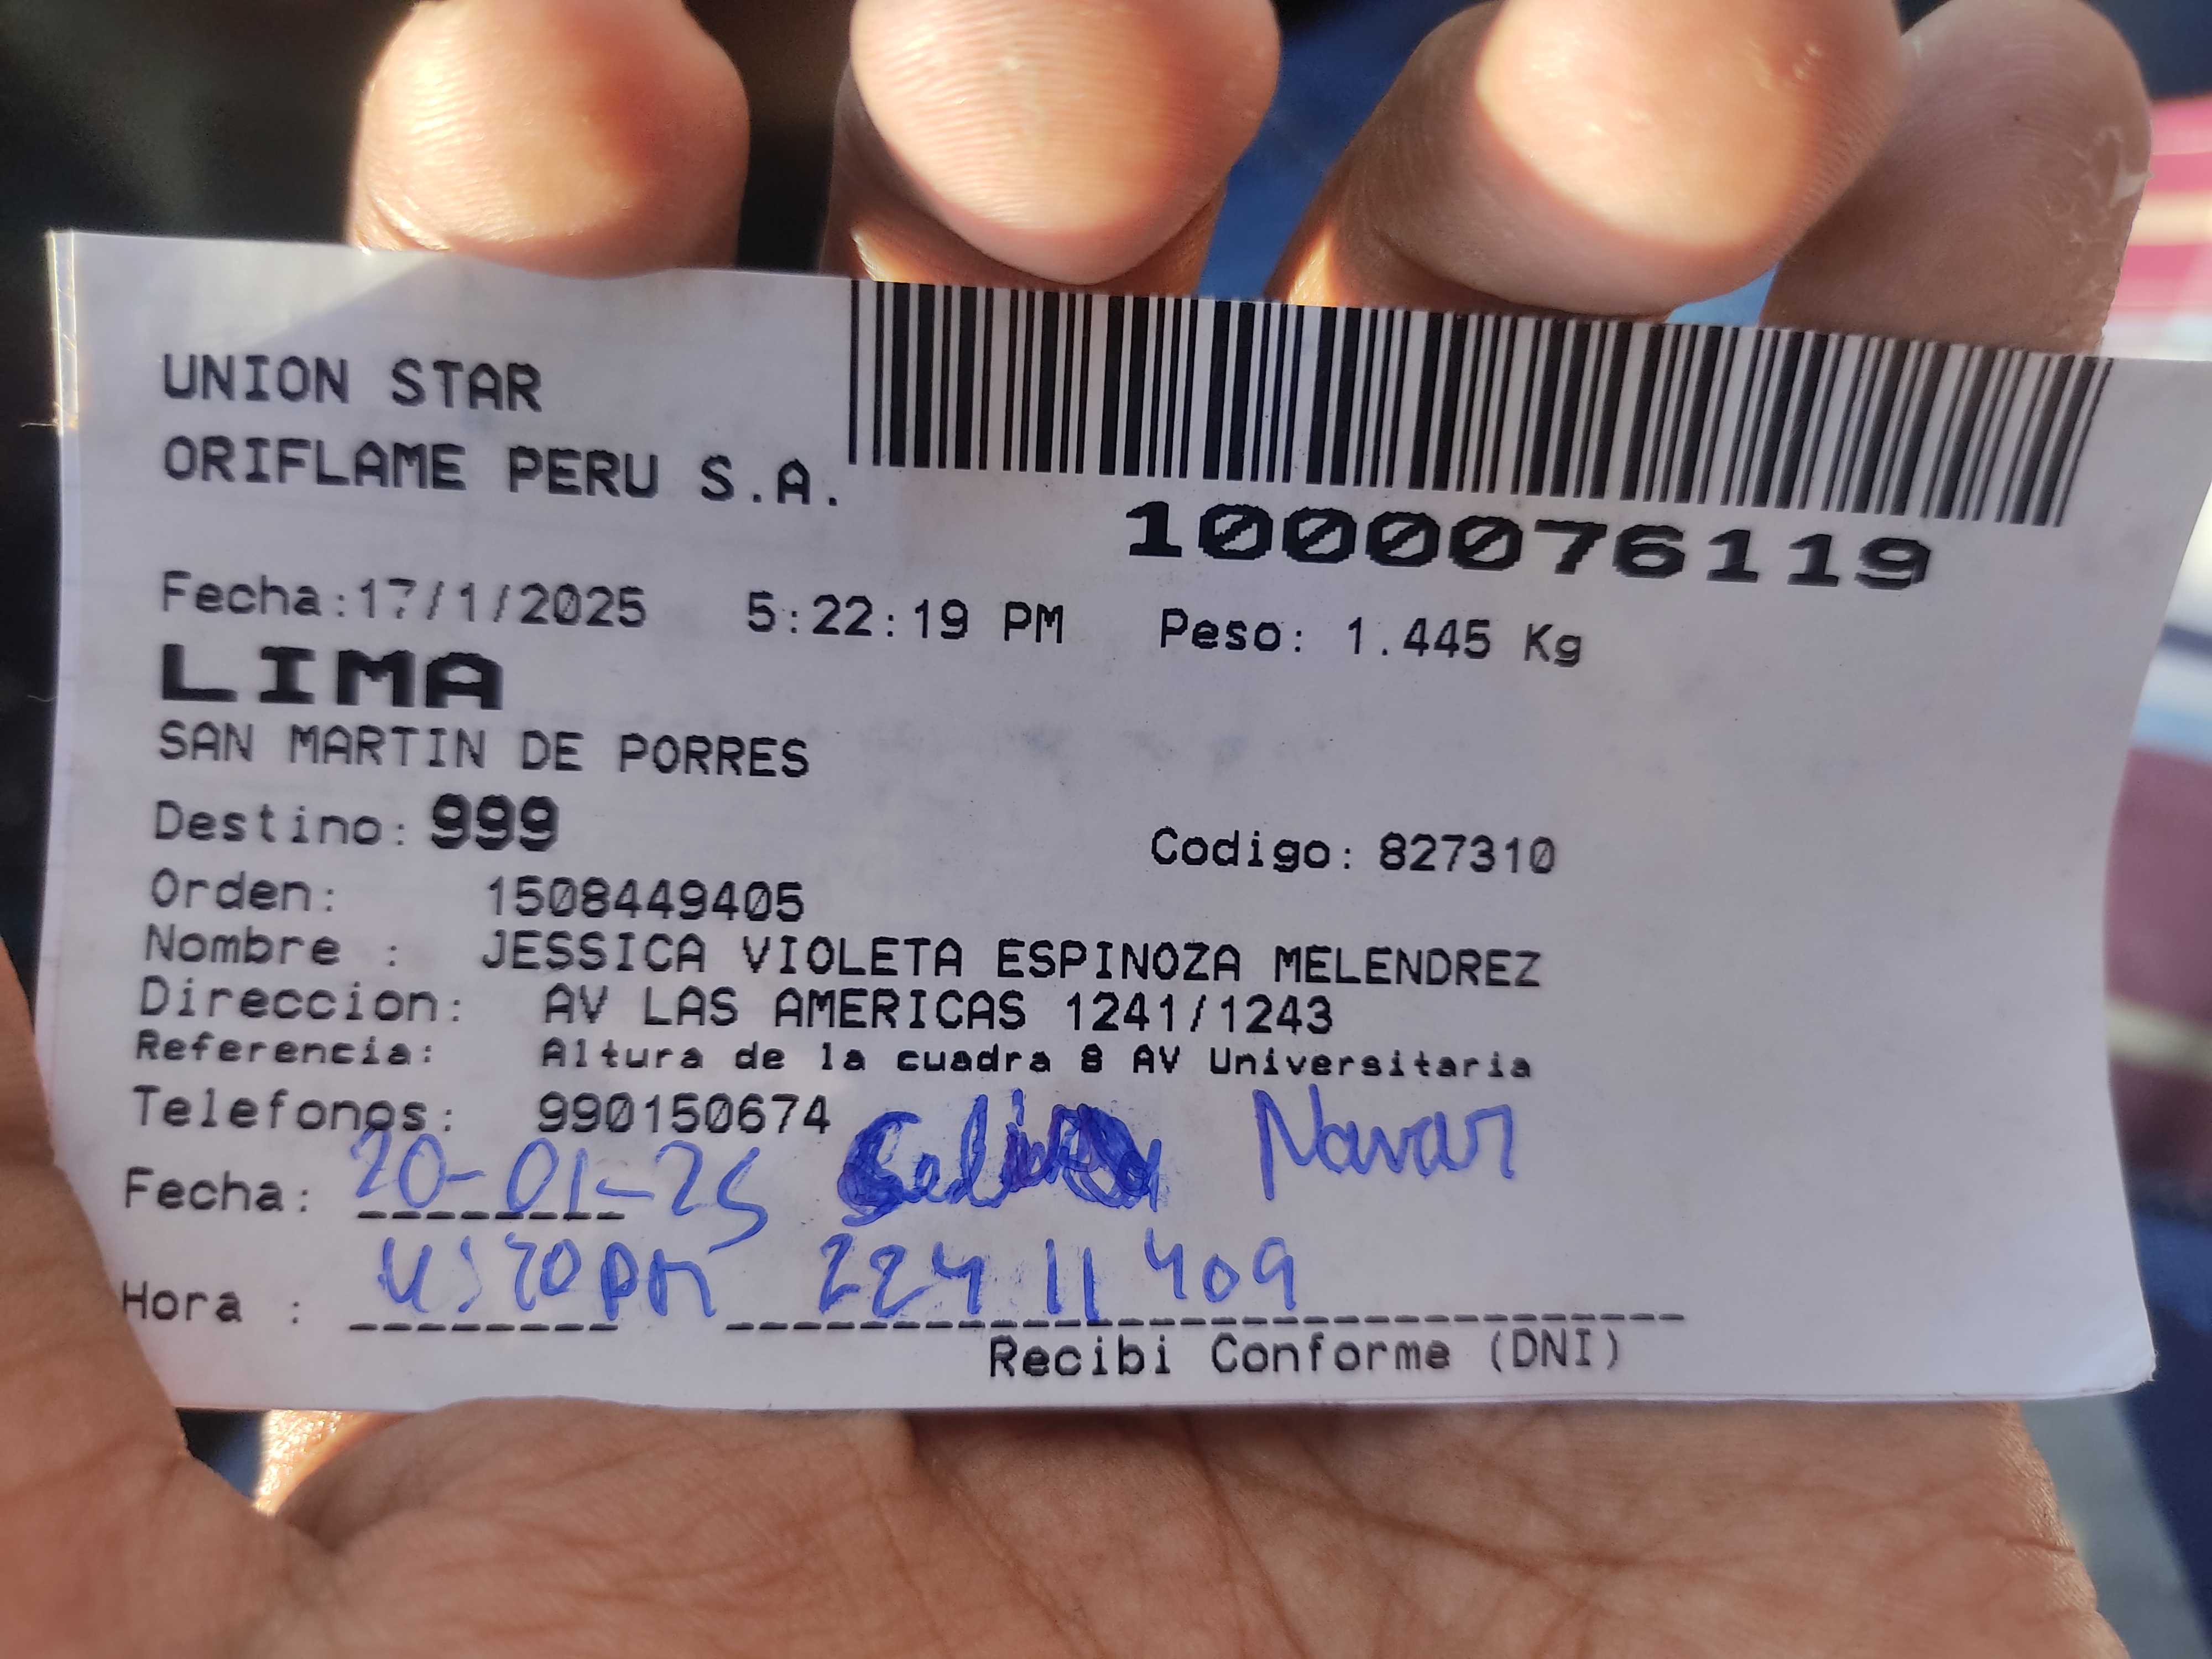 UNION STAR
ORIFLAME PERU S.A.
1000076119
Fecha:17/1/2025 5:22:19 PM Peso: 1.445 Kg
LIMA
SAN MARTIN DE PORRES
Destino: 999 Codigo: 827310
Orden: 1508449405
Nombre : JESSICA VIOLETA ESPINOZA MELENDREZ
Direccion: AV LAS AMERICAS 1241/1243
Referencia: Altura de la cuadra 8 AV Universitaria
Telefonos: 990150674
Fecha: 20-01-25
Hora : 22411409
Recibi Conforme (DNI)